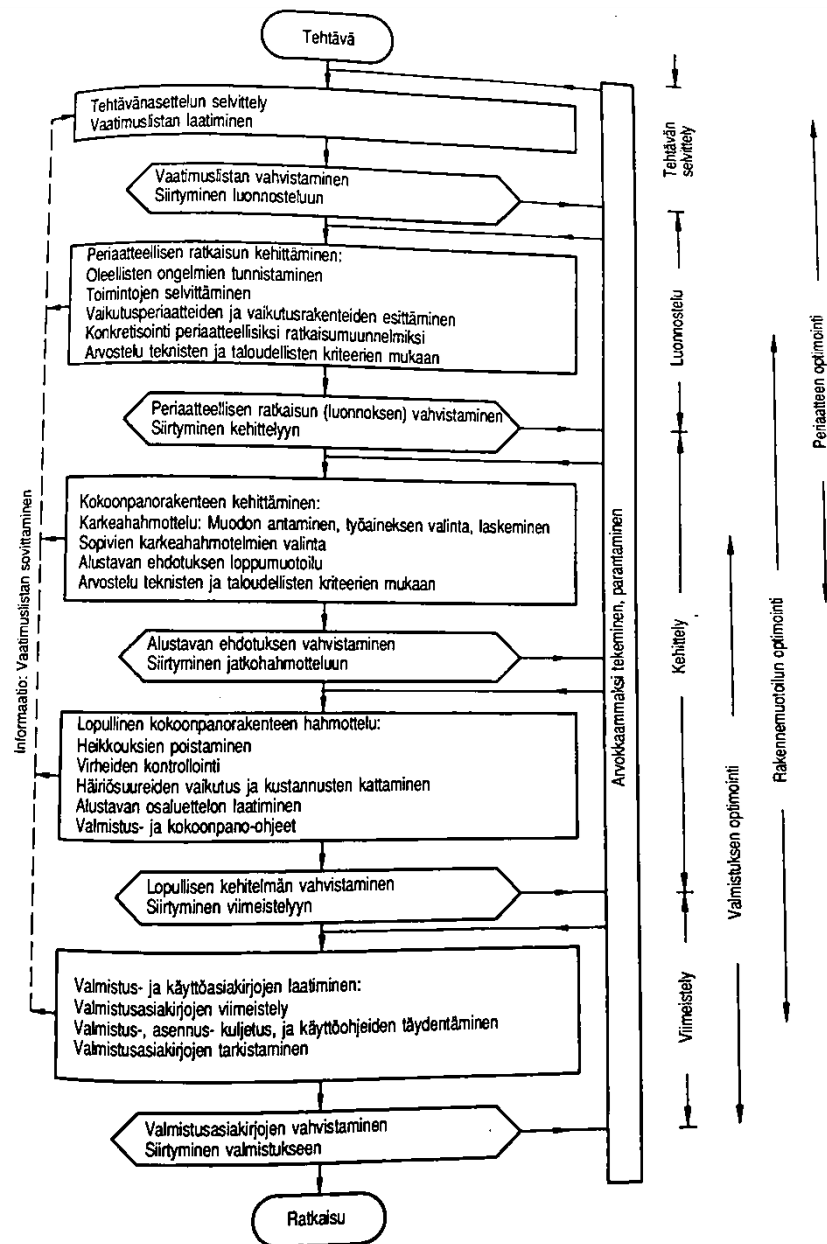 Tehtävä
Tehtävänasettelun selvittely
Vaatimuslistan laatiminen
Vaatimuslistan vahvistaminen
Siirtyminen luonnosteluun
Periaatteellisen ratkaisun kehittäminen:
Oleellisten ongelmien tunnistaminen
Toimintojen selvittäminen
Vaikutusperiaatteiden ja vaikutusrakenteiden esittäminen
Konkretisointi periaatteellisiksi ratkaisumuunnelmiksi
Arvostelu teknisten ja taloudellisten kriteerien mukaan
Periaatteellisen ratkaisun (luonnoksen) vahvistaminen
Siirtyminen kehittelyyn
Kokoonpanorakenteen kehittäminen:
Karkeahahmottelu: Muodon antaminen, työaineksen valinta, laskeminen
Sopivien karkeahahmotelmien valinta
Alustavan ehdotuksen loppumuotoilu
Arvostelu teknisten ja taloudellisten kriteerien mukaan
Alustavan ehdotuksen vahvistaminen
Siirtyminen jatkohahmotteluun
Lopullinen kokoonpanorakenteen hahmottelu:
Heikkouksien poistaminen
Virheiden kontrollointi
Häiriösuureiden vaikutus ja kustannusten kattaminen
Alustavan osaluettelon laatiminen
Valmistus- ja kokoonpano-ohjeet
Lopullisen kehitelmän vahvistaminen
Siirtyminen viimeistelyyn
Valmistus- ja käyttöasiakirjojen laatiminen:
Valmistusasiakirjojen viimeistely
Valmistus-, asennus- kuljetus, ja käyttöohjeiden täydentäminen
Valmistusasiakirjojen tarkistaminen
Valmistusasiakirjojen vahvistaminen
Siirtyminen valmistukseen
Ratkaisu
Informaatio: Vaatimuslistan sovittaminen
Arvokkaammaksi tekeminen, parantaminen
Tehtävän
selvittely
Luonnostelu
Kehittely
Viimeistely
Valmistuksen optimointi
Rakennemuotoilun optimointi
Periaatteen optimointi